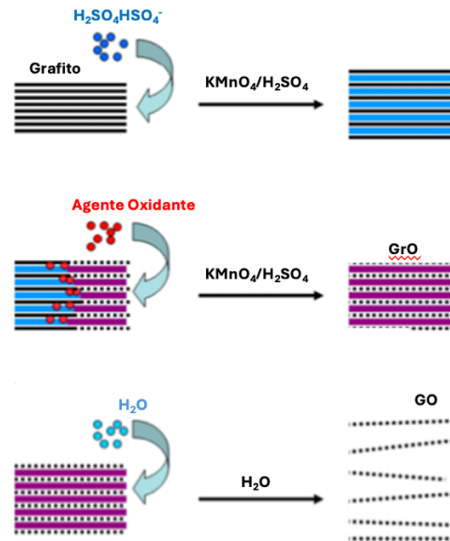 H₂SO₄HSO₄⁻
Grafito
KMnO₄/H₂SO₄
Agente Oxidante
KMnO₄/H₂SO₄
GrO
H₂O
H₂O
GO